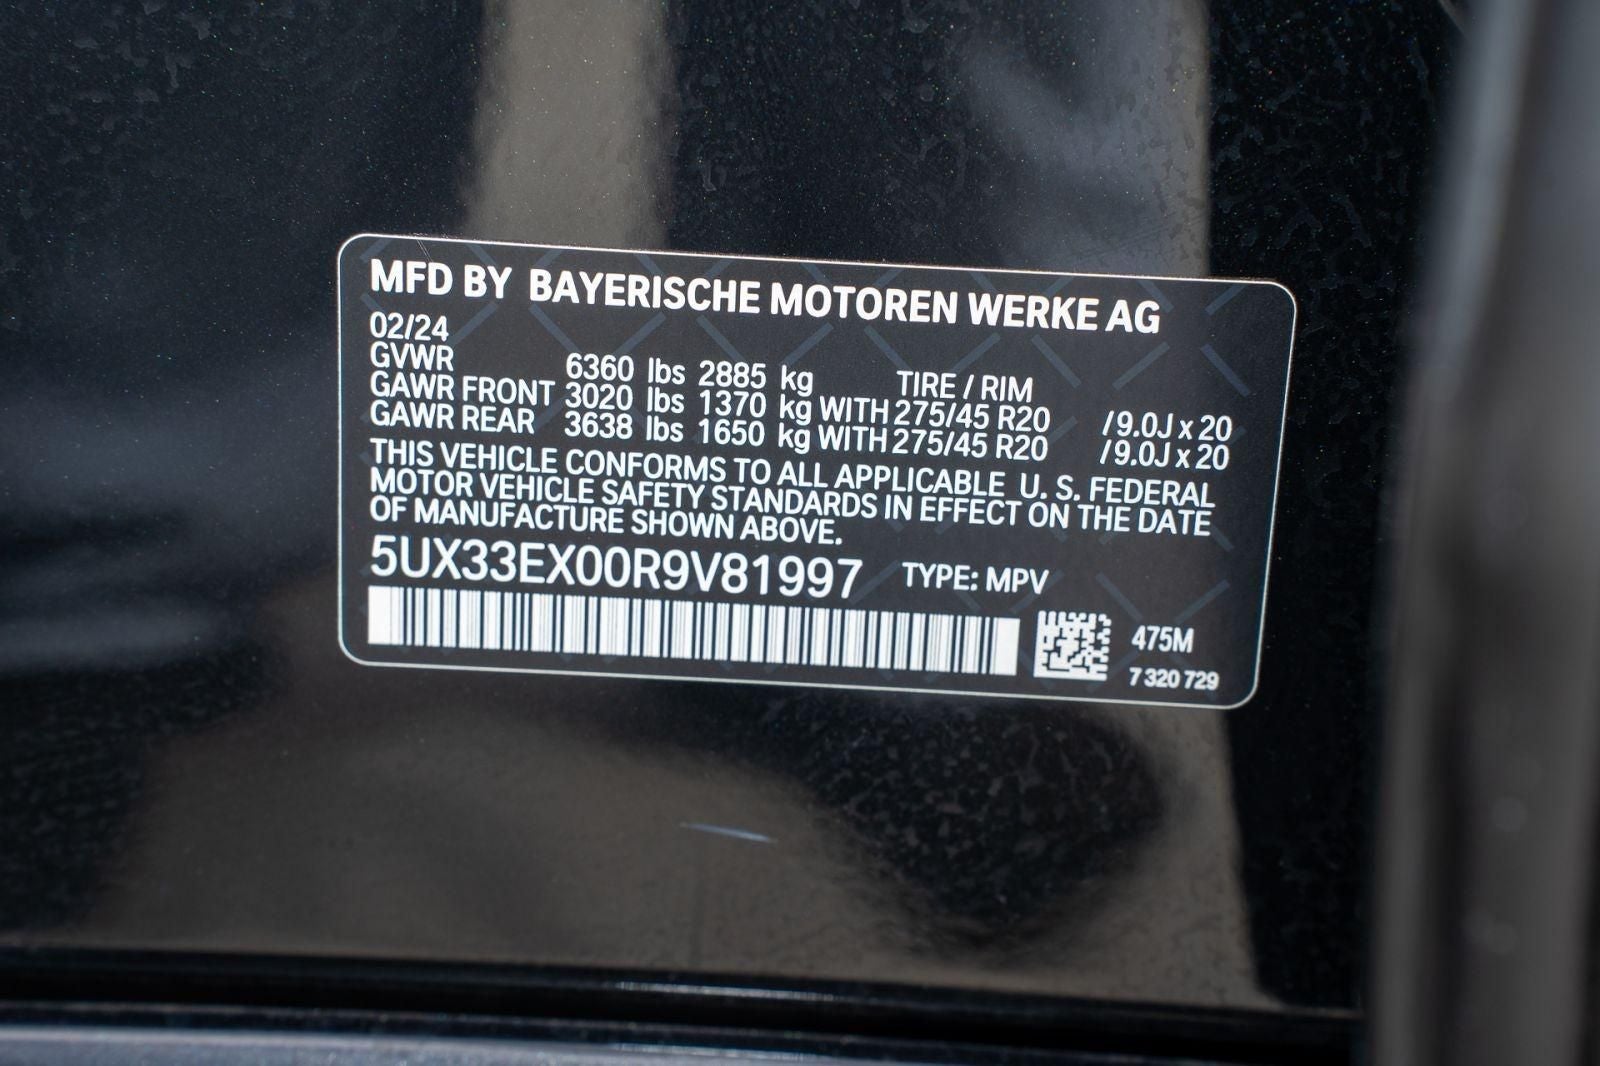 MFD BY BAYERISCHE MOTOREN WERKE AG
02/24
GVWR 6360 lbs 2885 kg TIRE / RIM
GAWR FRONT 3020 lbs 1370 kg WITH 275/45 R20 /9.0J x 20
GAWR REAR 3638 lbs 1650 kg WITH 275/45 R20 /9.0J x 20
THIS VEHICLE CONFORMS TO ALL APPLICABLE U. S. FEDERAL
MOTOR VEHICLE SAFETY STANDARDS IN EFFECT ON THE DATE
OF MANUFACTURE SHOWN ABOVE.
5UX33EX00R9V81997 TYPE: MPV
475M
7 320 729